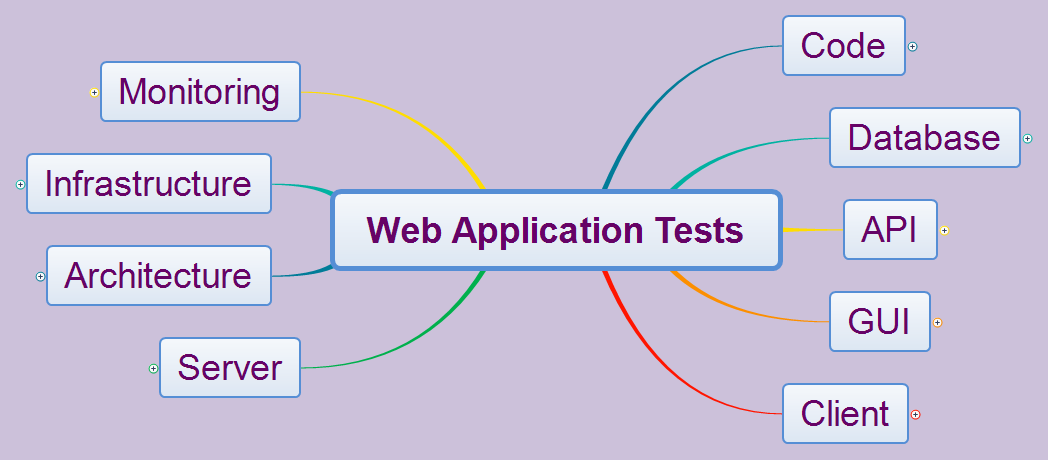 Code
Monitoring
Database
Infrastructure
Web Application Tests
API
Architecture
GUI
Server
Client